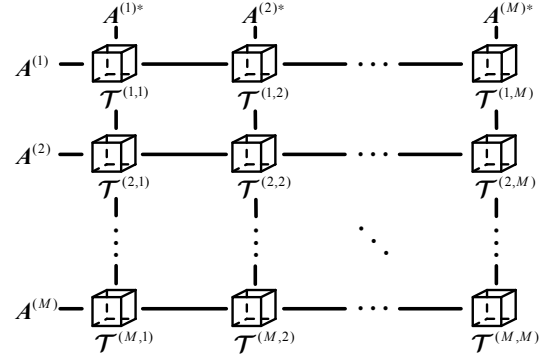 A^{(1)*} A^{(2)*} A^{(M)*}
A^{(1)} ...
𝒯^{(1,1)} 𝒯^{(1,2)} 𝒯^{(1,M)}
A^{(2)} ...
𝒯^{(2,1)} 𝒯^{(2,2)} 𝒯^{(2,M)}
A^{(M)} ...
𝒯^{(M,1)} 𝒯^{(M,2)} 𝒯^{(M,M)}